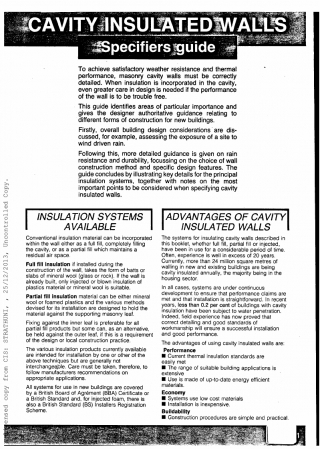 CAVITY INSULATED WALLS
Specifiers guide
To achieve satisfactory weather resistance and thermal
performance, masonry cavity walls must be correctly
detailed. When insulation is incorporated in the cavity,
even greater care in design is needed if the performance
of the wall is to be trouble free.
This guide identifies areas of particular importance and
gives the designer authoritative guidance relating to
different forms of construction for new buildings.
Firstly, overall building design considerations are dis-
cussed, for example, assessing the exposure of a site to
wind driven rain.
Following this, more detailed guidance is given on rain
resistance and durability, focussing on the choice of wall
construction method and specific design features. The
guide concludes by illustrating key details for the principal
insulation systems, together with notes on the most
important points to be considered when specifying cavity
insulated walls.
INSULATION SYSTEMS
AVAILABLE
Conventional insulation material can be incorporated
within the wall either as a full fill, completely filling
the cavity, or as a partial fill which maintains a
residual air space.
Full fill insulation if installed during the
construction of the wall, takes the form of batts or
slabs of mineral wool (glass or rock). If the wall is
already built, only injected or blown insulation of
plastics material or mineral wool is suitable.
Partial fill insulation material can be either mineral
wool or foamed plastics and the various methods
devised for its installation are designed to hold the
material against the supporting masonry leaf.
Fixing against the inner leaf is preferable for all
partial fill products but some can, as an alternative,
be held against the outer leaf, if this is a requirement
of the design or local construction practice.
The various insulation products currently available
are intended for installation by one or other of the
above techniques but are generally not
interchangeable. Care must be taken, therefore, to
follow manufacturers recommendations on
appropriate applications.
All systems for use in new buildings are covered
by a British Board of Agrément (BBA) Certificate or
a British Standard and, for injected foam, there is
also a British Standard (BS) Installers Registration
Scheme.
ADVANTAGES OF CAVITY
INSULATED WALLS
The systems for insulating cavity walls described in
this booklet, whether full fill, partial fill or injected,
have been in use for a considerable period of time.
Often, experience is well in excess of 20 years.
Currently, more than 24 million square metres of
walling in new and existing buildings are being
cavity insulated annually, the majority being in the
housing sector.
In all cases, systems are under continuous
development to ensure that performance claims are
met and that installation is straightforward. In recent
years, less than 0.2 per cent of buildings with cavity
insulation have been subject to water penetration.
Indeed, field experience has now proved that
correct detailing and good standards of
workmanship will ensure a successful installation
and good performance.
The advantages of using cavity insulated walls are:
Performance
■ Current thermal insulation standards are
easily met
■ The range of suitable building applications is
extensive
■ Use is made of up-to-date energy efficient
materials.
Economy
■ Systems use low cost materials
■ Installation is inexpensive.
Buildability
■ Construction procedures are simple and practical.
1
ensed copy from CIS: STRATHUNI, , 25/12/2013, Uncontrolled Copy.